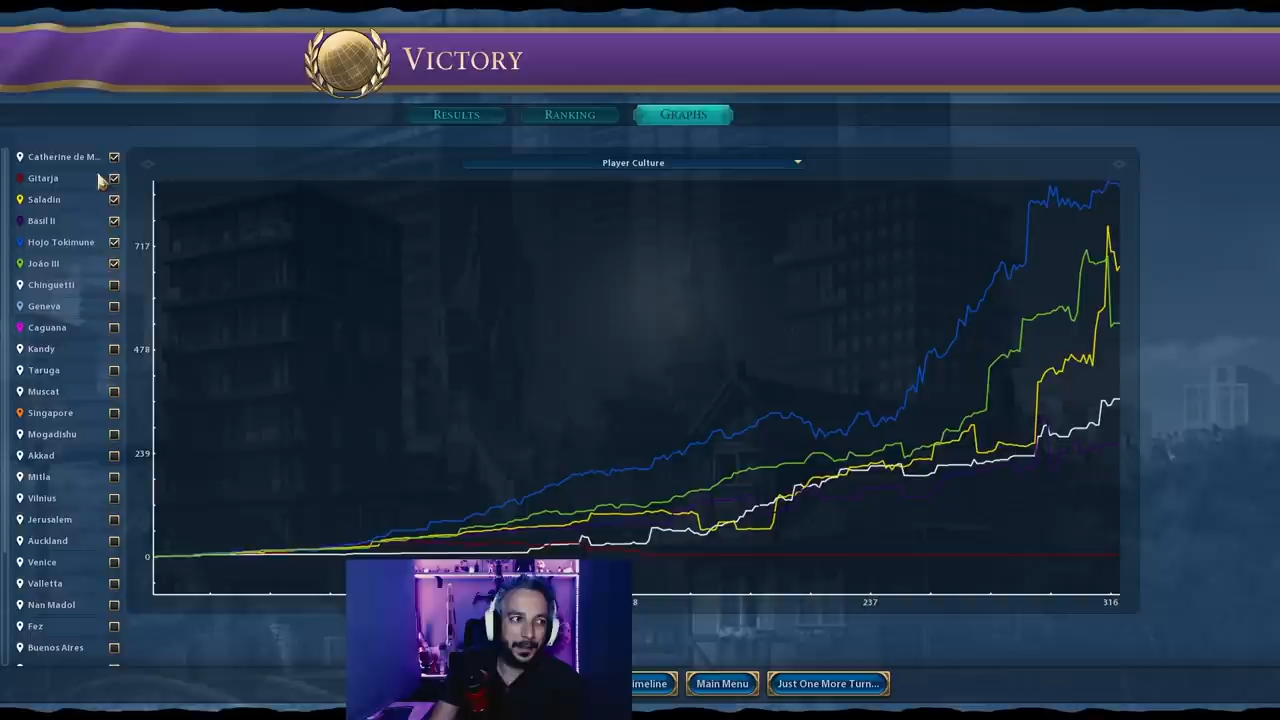 VICTORY
RESULTS
RANKING
GRAPHS
Player Culture
Catherine de M...
Gitarja
Saladin
Basil II
Hojo Tokimune
João III
Chinguetti
Geneva
Caguana
Kandy
Taruga
Muscat
Singapore
Mogadishu
Akkad
Mitla
Vilnius
Jerusalem
Auckland
Venice
Valletta
Nan Madol
Fez
Buenos Aires
717
478
239
0
8
237
316
imeline
Main Menu
Just One More Turn...